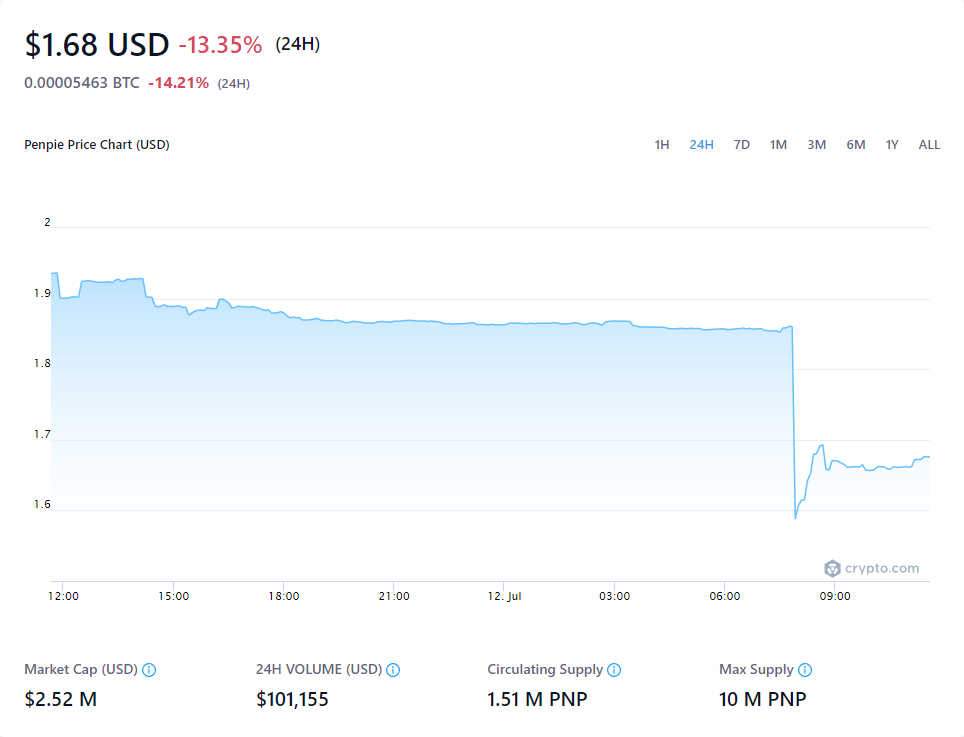 $1.68 USD -13.35% (24H)
0.00005463 BTC -14.21% (24H)
Penpie Price Chart (USD) 1H 24H 7D 1M 3M 6M 1Y ALL
2
1.9
1.8
1.7
1.6
crypto.com
12:00 15:00 18:00 21:00 12. Jul 03:00 06:00 09:00
Market Cap (USD) 24H VOLUME (USD) Circulating Supply Max Supply
$2.52 M $101,155 1.51 M PNP 10 M PNP